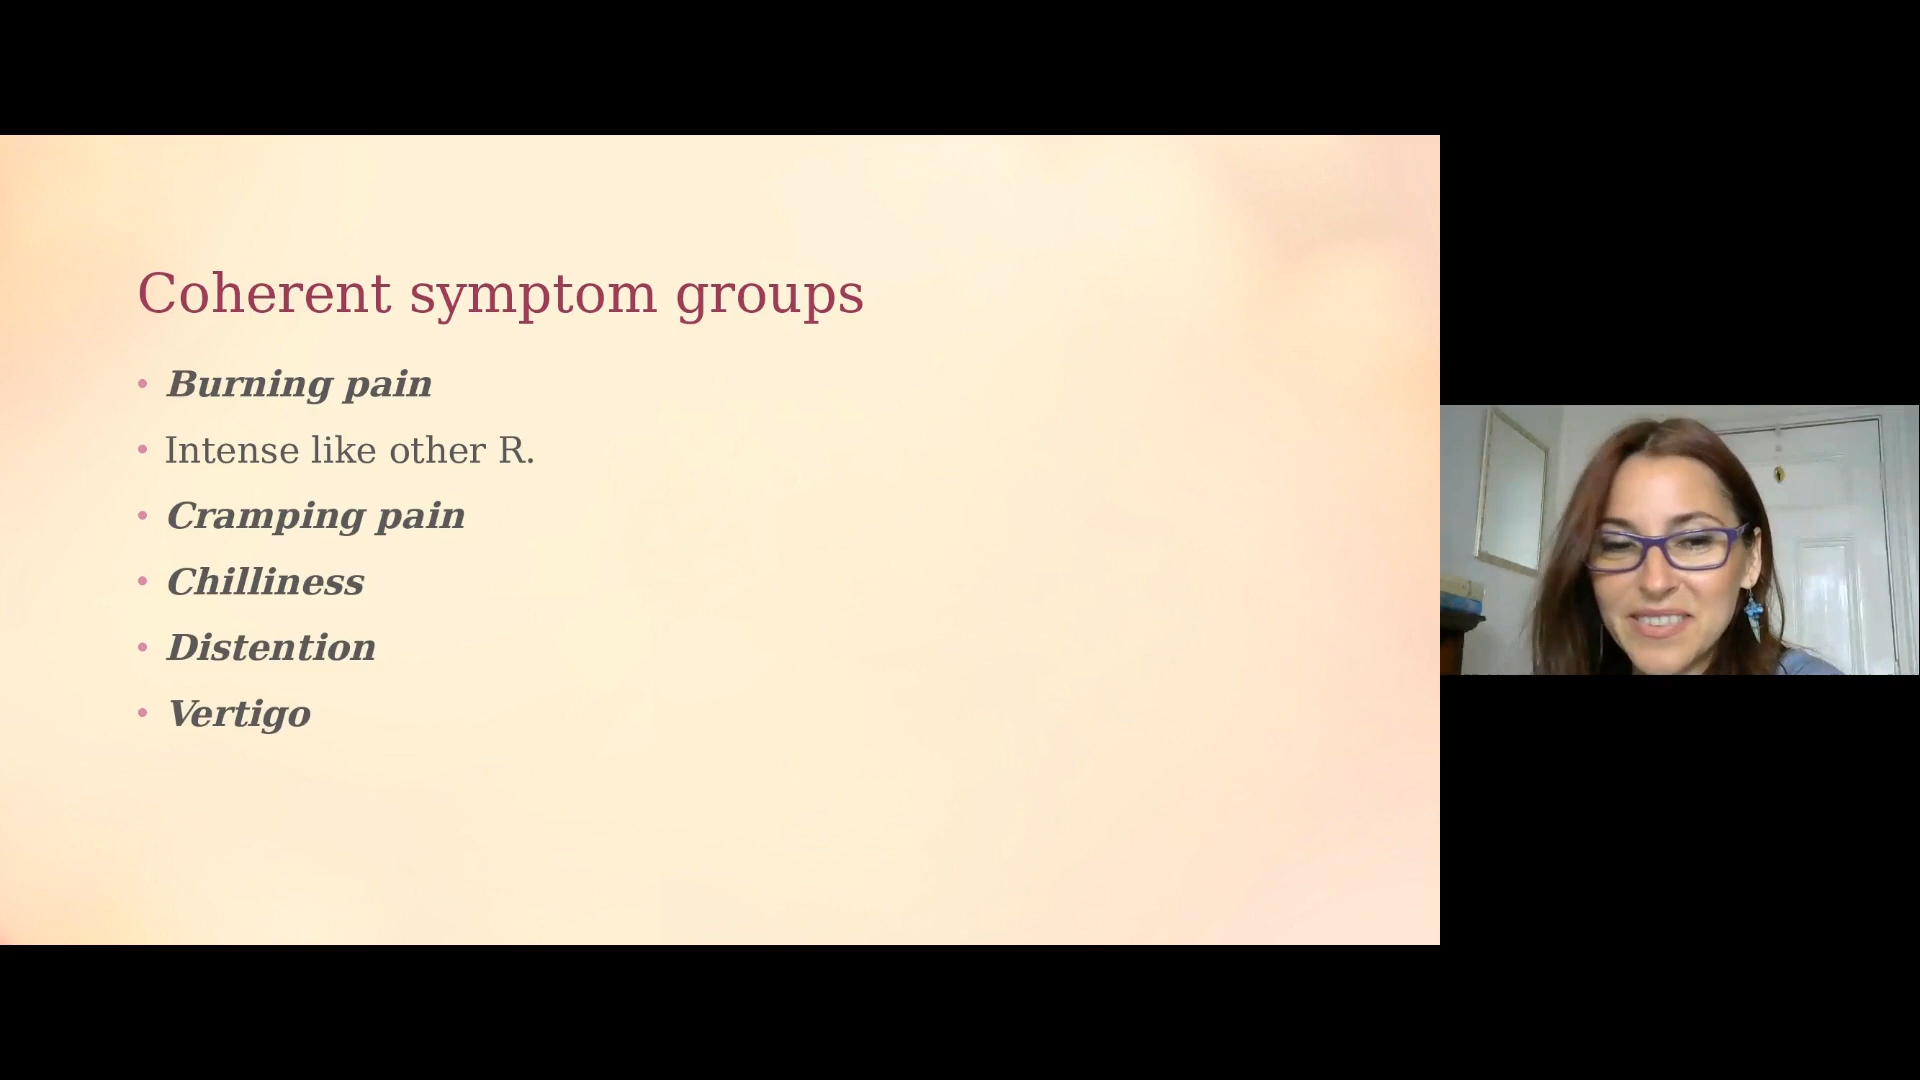 Coherent symptom groups
• Burning pain
• Intense like other R.
• Cramping pain
• Chilliness
• Distention
• Vertigo